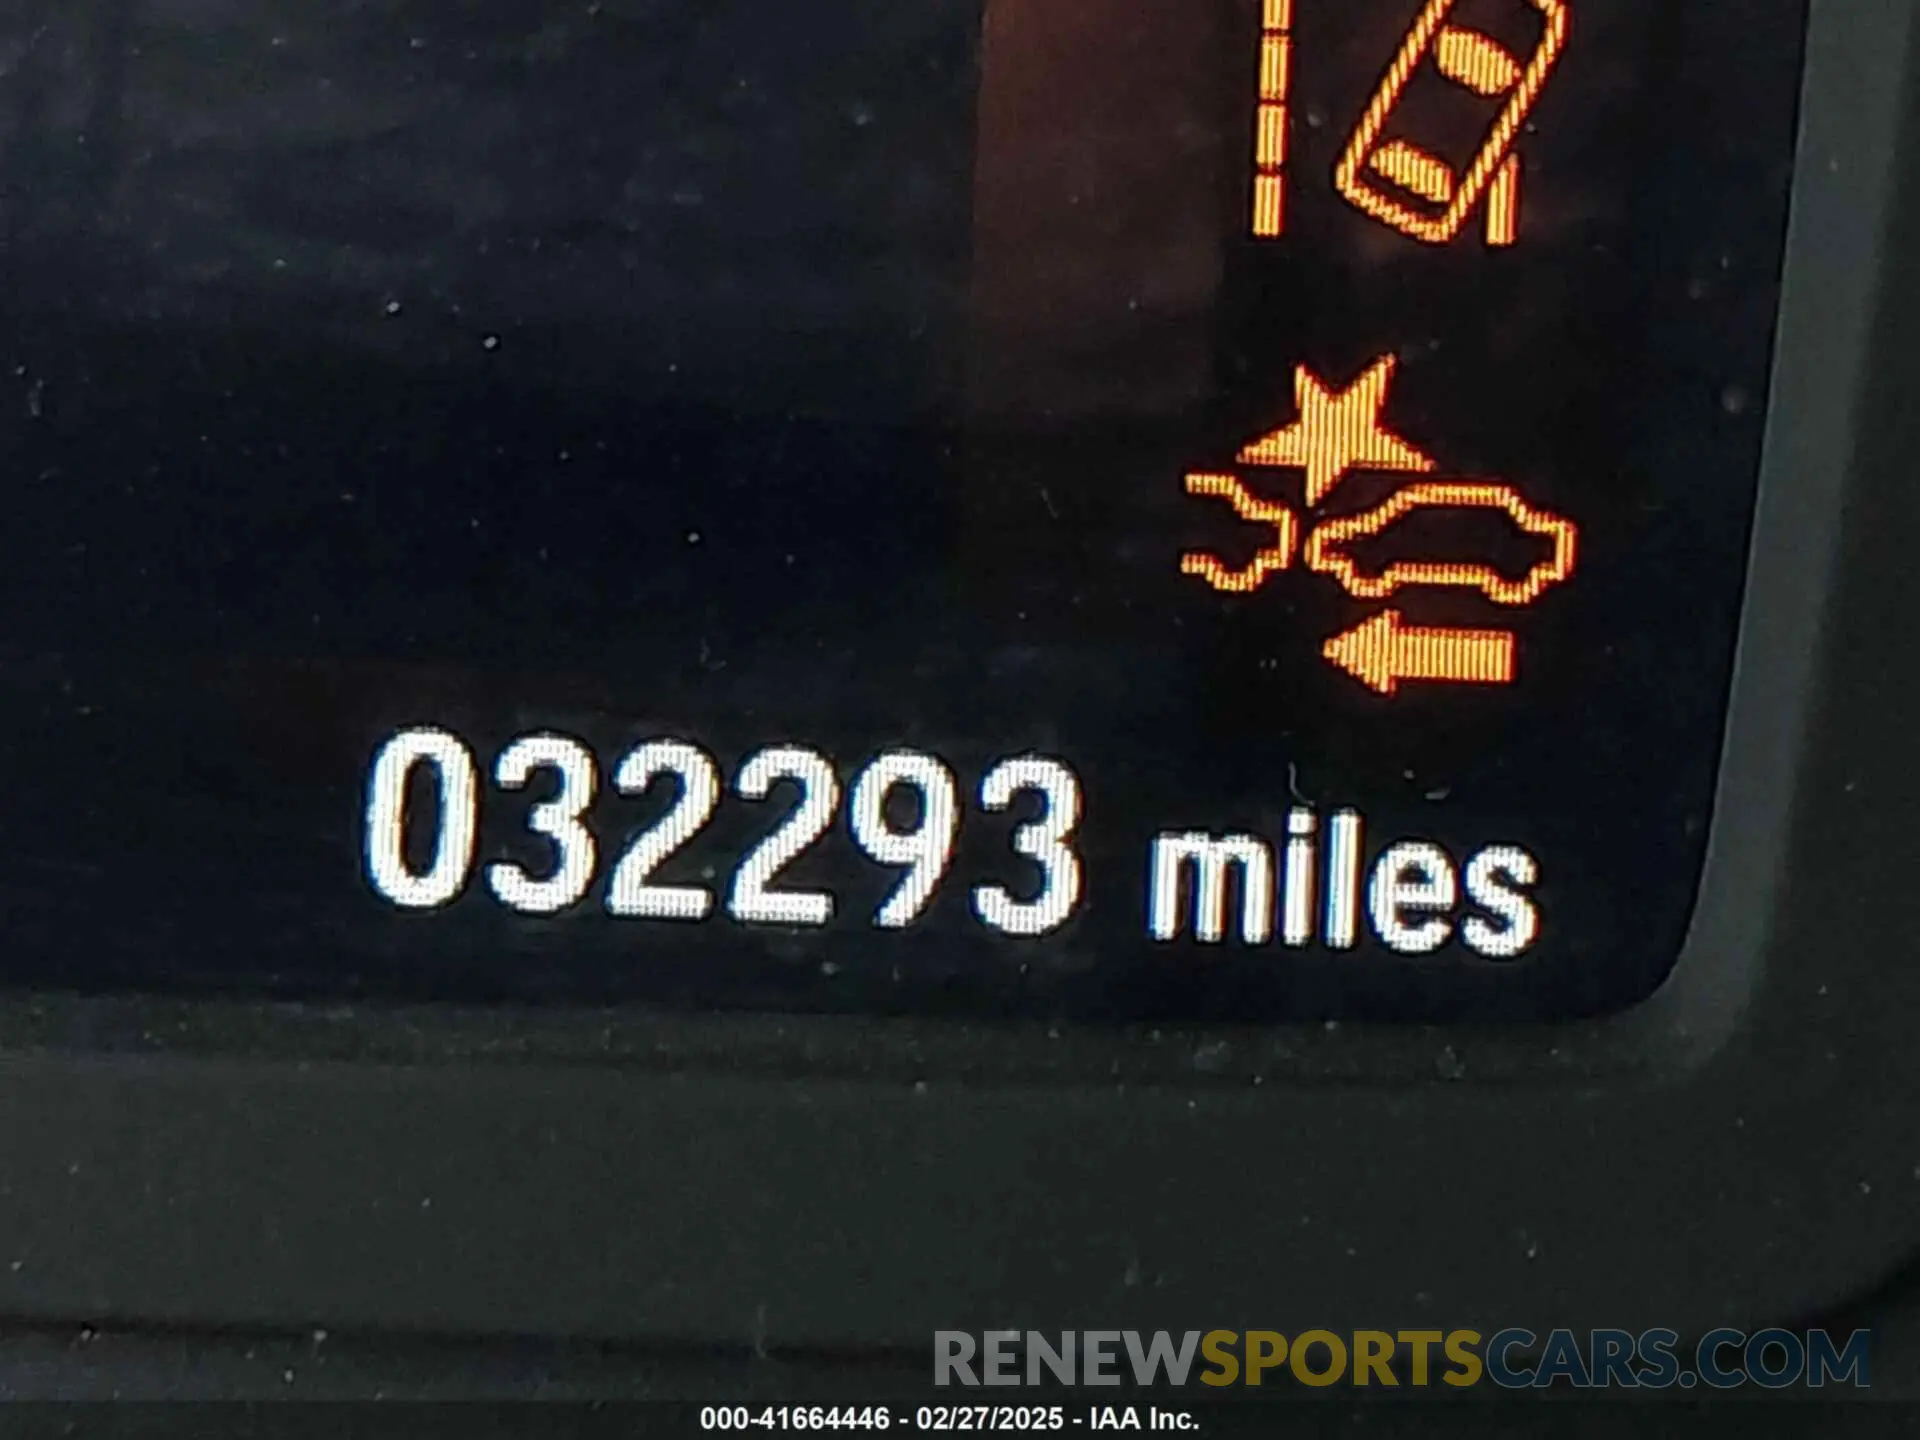 032293 miles
RENEWSPORTSCARS.COM
000-41664446 - 02/27/2025 - IAA Inc.